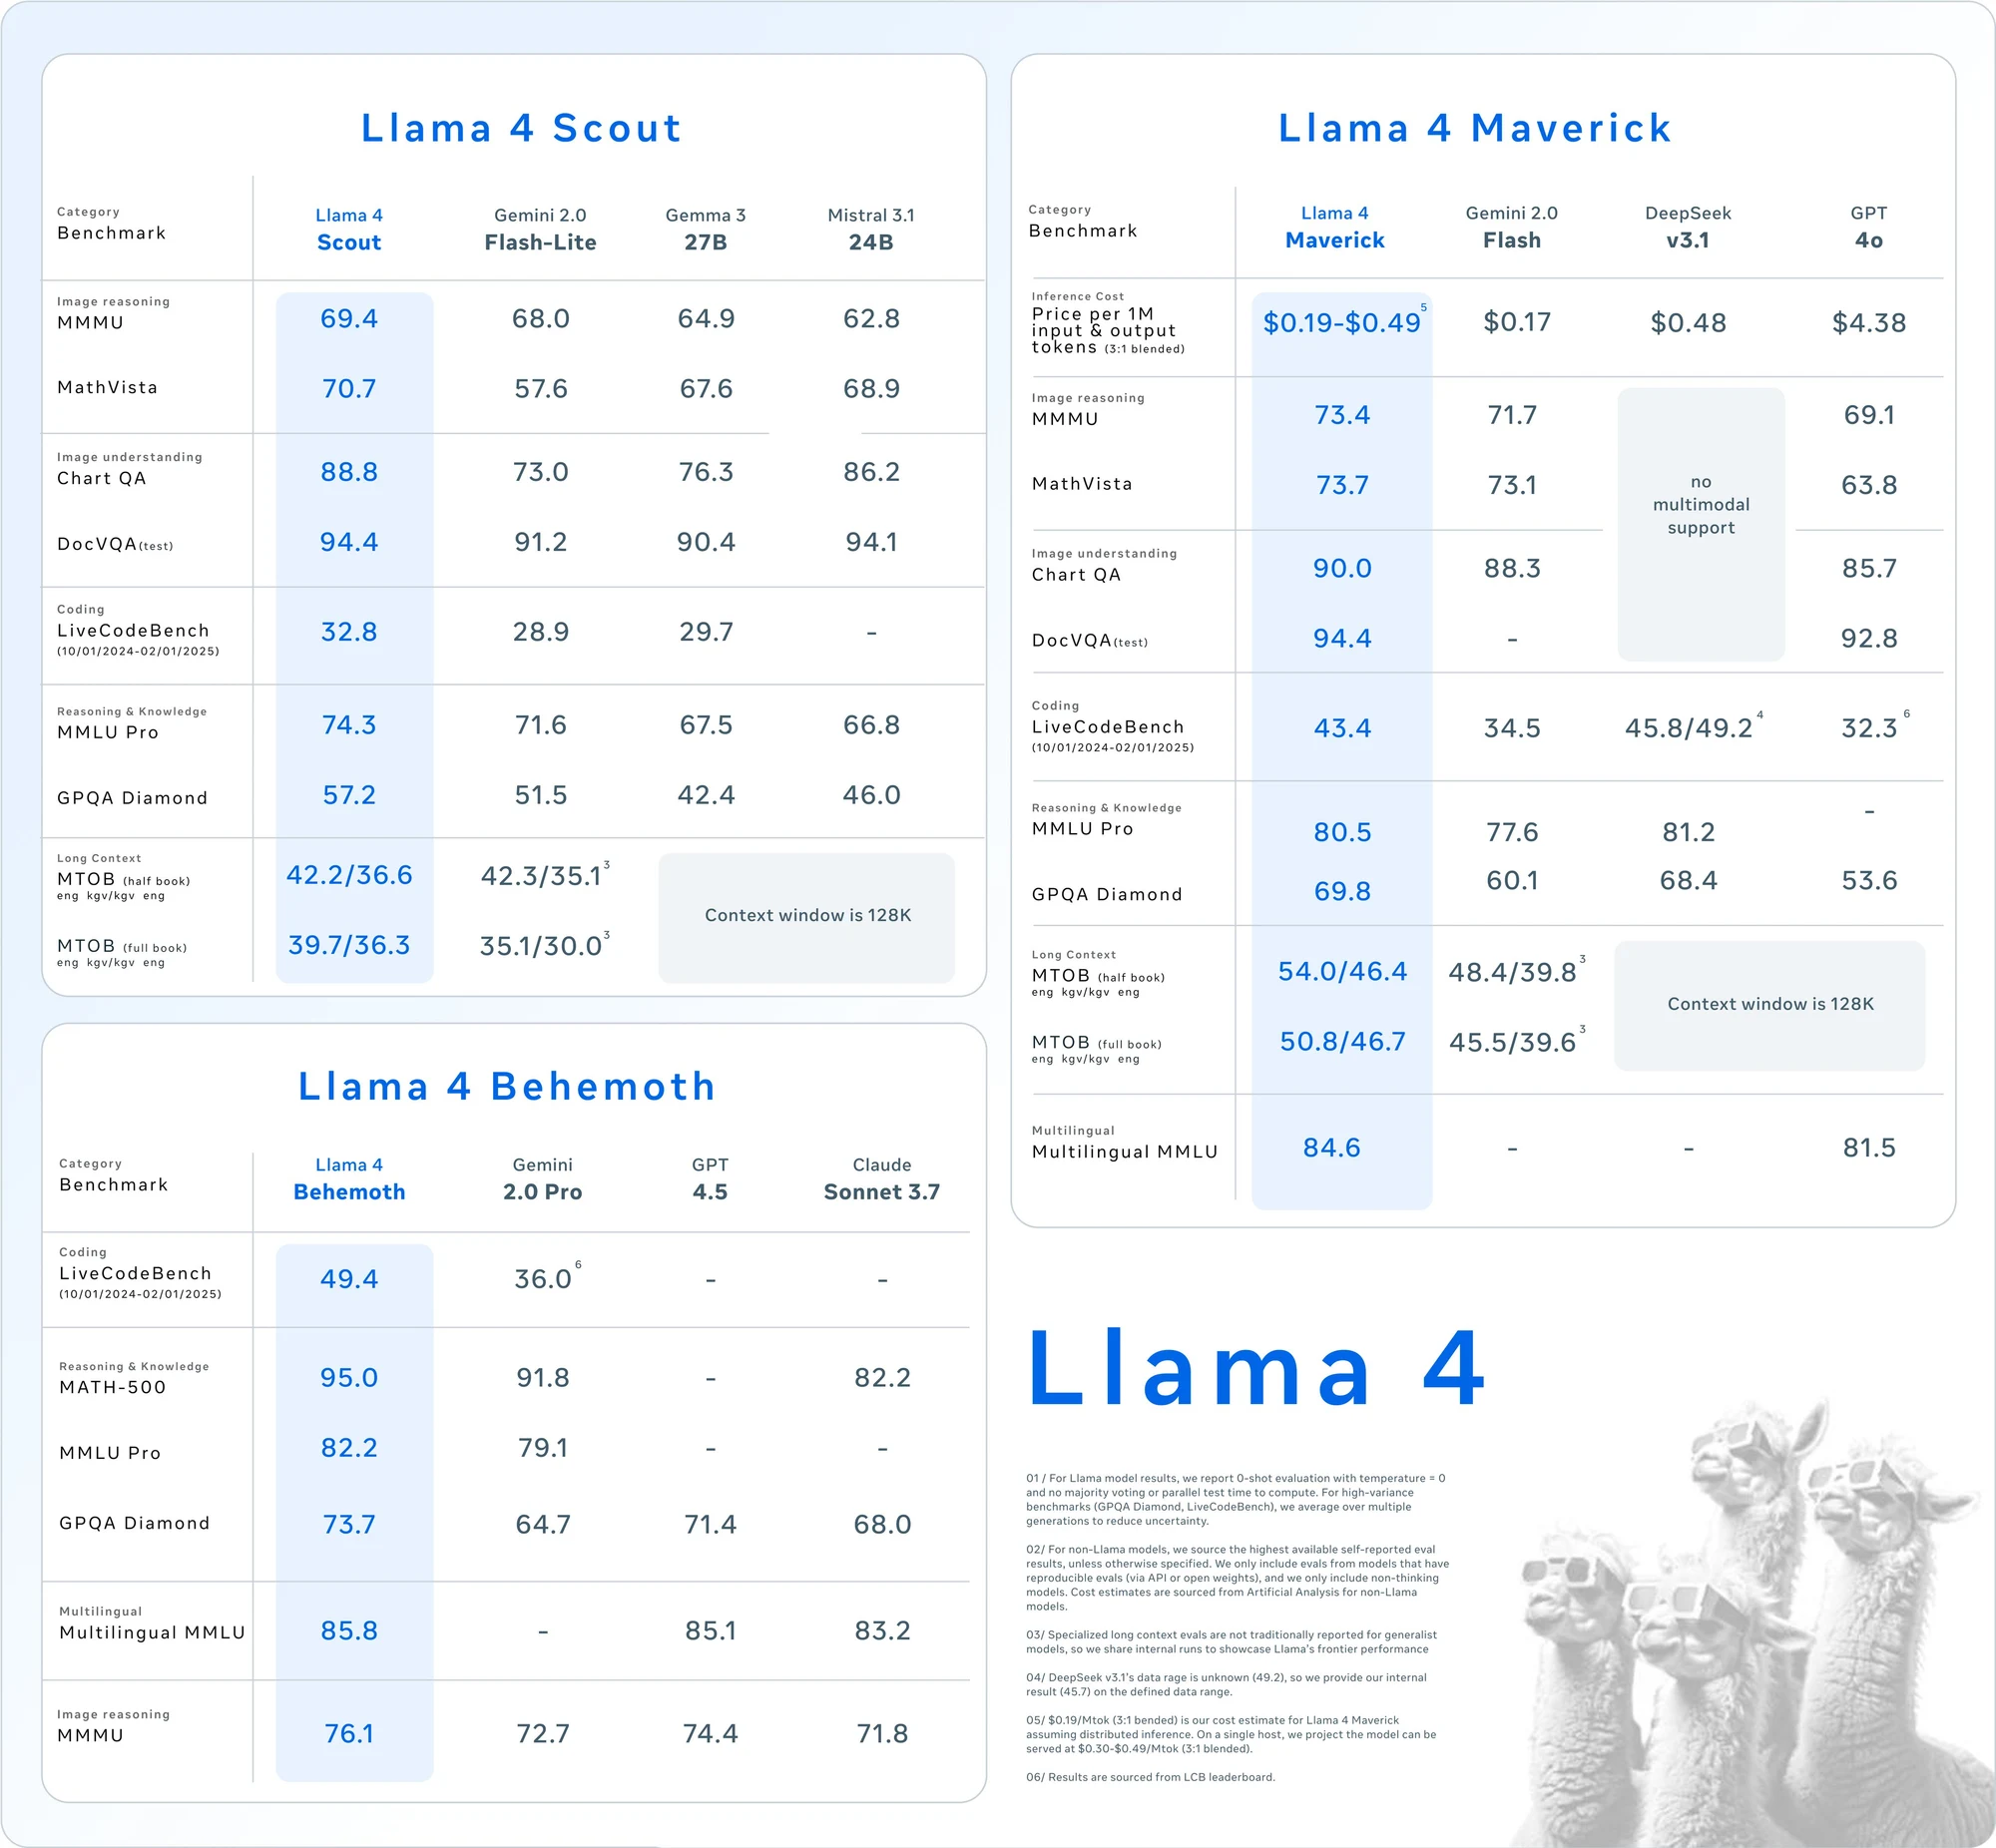 Llama 4 Scout
Category
Benchmark
Llama 4 Scout
Gemini 2.0 Flash-Lite
Gemma 3 27B
Mistral 3.1 24B
Image reasoning
MMMU 69.4 68.0 64.9 62.8
MathVista 70.7 57.6 67.6 68.9
Image understanding
Chart QA 88.8 73.0 76.3 86.2
DocVQA(test) 94.4 91.2 90.4 94.1
Coding
LiveCodeBench 32.8 28.9 29.7 -
(10/01/2024-02/01/2025)
Reasoning & Knowledge
MMLU Pro 74.3 71.6 67.5 66.8
GPQA Diamond 57.2 51.5 42.4 46.0
Long Context
MTOB (half book) 42.2/36.6 42.3/35.1³
eng kgv/kgv eng
Context window is 128K
MTOB (full book) 39.7/36.3 35.1/30.0³
eng kgv/kgv eng
Llama 4 Maverick
Category
Benchmark
Llama 4 Maverick
Gemini 2.0 Flash
DeepSeek v3.1
GPT 4o
Inference Cost
Price per 1M
input & output
tokens (3:1 blended)
$0.19-$0.49⁵ $0.17 $0.48 $4.38
Image reasoning
MMMU 73.4 71.7 69.1
MathVista 73.7 73.1 63.8
no
multimodal
support
Image understanding
Chart QA 90.0 88.3 85.7
DocVQA(test) 94.4 - 92.8
Coding
LiveCodeBench 43.4 34.5 45.8/49.2⁴ 32.3⁶
(10/01/2024-02/01/2025)
Reasoning & Knowledge
MMLU Pro 80.5 77.6 81.2 -
GPQA Diamond 69.8 60.1 68.4 53.6
Long Context
MTOB (half book) 54.0/46.4 48.4/39.8³
eng kgv/kgv eng
Context window is 128K
MTOB (full book) 50.8/46.7 45.5/39.6³
eng kgv/kgv eng
Multilingual
Multilingual MMLU 84.6 - - 81.5
Llama 4 Behemoth
Category
Benchmark
Llama 4 Behemoth
Gemini 2.0 Pro
GPT 4.5
Claude Sonnet 3.7
Coding
LiveCodeBench 49.4 36.0⁶ - -
(10/01/2024-02/01/2025)
Reasoning & Knowledge
MATH-500 95.0 91.8 - 82.2
MMLU Pro 82.2 79.1 - -
GPQA Diamond 73.7 64.7 71.4 68.0
Multilingual
Multilingual MMLU 85.8 - 85.1 83.2
Image reasoning
MMMU 76.1 72.7 74.4 71.8
Llama 4
01 / For Llama model results, we report 0-shot evaluation with temperature = 0
and no majority voting or parallel test time to compute. For high-variance
benchmarks (GPQA Diamond, LiveCodeBench), we average over multiple
generations to reduce uncertainty.
02/ For non-Llama models, we source the highest available self-reported eval
results, unless otherwise specified. We only include evals from models that have
reproducible evals (via API or open weights), and we only include non-thinking
models. Cost estimates are sourced from Artificial Analysis for non-Llama
models.
03/ Specialized long context evals are not traditionally reported for generalist
models, so we share internal runs to showcase Llama's frontier performance
04/ DeepSeek v3.1's data rage is unknown (49.2), so we provide our internal
result (45.7) on the defined data range.
05/ $0.19/Mtok (3:1 bended) is our cost estimate for Llama 4 Maverick
assuming distributed inference. On a single host, we project the model can be
served at $0.30-$0.49/Mtok (3:1 blended).
06/ Results are sourced from LCB leaderboard.